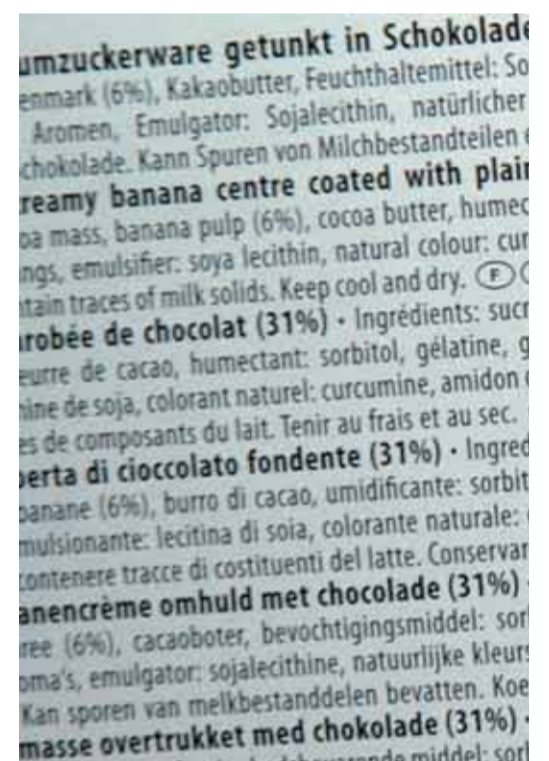 umzuckerware getunkt in Schokolade
enmark (6%), Kakaobutter, Feuchthaltemittel: So
Aromen, Emulgator: Sojalecithin, natürlicher
chokolade. Kann Spuren von Milchbestandteilen e
reamy banana centre coated with plain
oa mass, banana pulp (6%), cocoa butter, humec
ngs, emulsifier: soya lecithin, natural colour: cur
ntain traces of milk solids. Keep cool and dry. F
nrobée de chocolat (31%) • Ingrédients: sucr
eurre de cacao, humectant: sorbitol, gélatine, g
hine de soja, colorant naturel: curcumine, amidon
es de composants du lait. Tenir au frais et au sec.
perta di cioccolato fondente (31%) • Ingred
banane (6%), burro di cacao, umidificante: sorbit
mulsionante: lecitina di soia, colorante naturale:
contenere tracce di costituenti del latte. Conservar
anencrème omhuld met chocolade (31%)
ree (6%), cacaoboter, bevochtigingsmiddel: sor
oma's, emulgator: sojalecithine, natuurlijke kleurs
Kan sporen van melkbestanddelen bevatten. Koe
masse overtrukket med chokolade (31%) •
middel: sorb